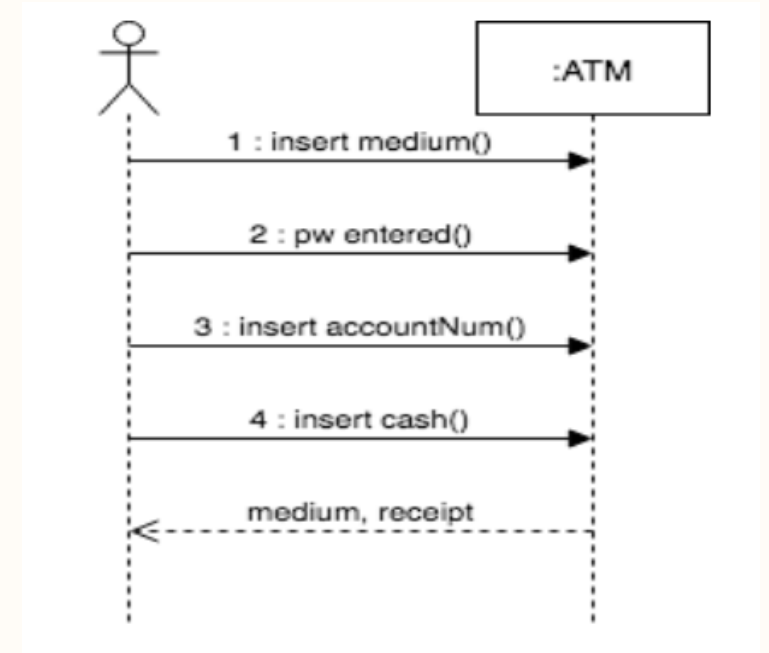 :ATM
1 : insert medium()
2 : pw entered()
3 : insert accountNum()
4 : insert cash()
medium, receipt